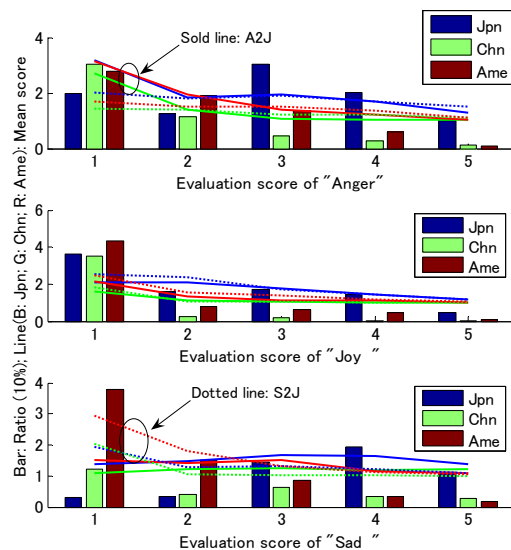 Bar: Ratio (10%); Line(B: Jpn; G: Chn; R: Ame): Mean score
4
2
0
Sold line: A2J
Jpn
Chn
Ame
1 2 3 4 5
Evaluation score of "Anger"
6
4
2
0
Jpn
Chn
Ame
1 2 3 4 5
Evaluation score of "Joy "
4
3
2
1
0
Dotted line: S2J
Jpn
Chn
Ame
1 2 3 4 5
Evaluation score of "Sad "